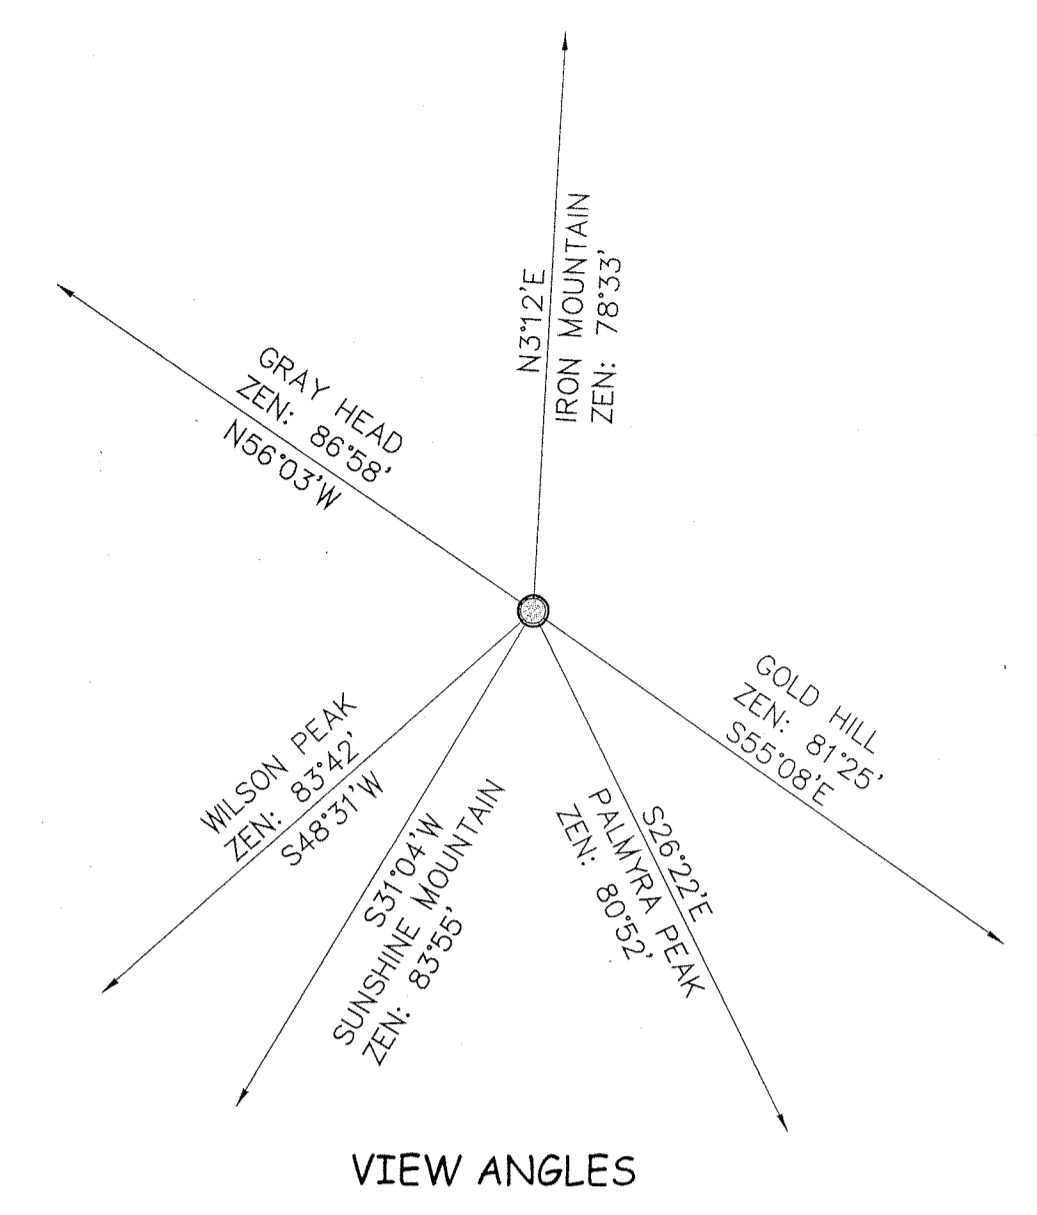 N3°12'E
IRON MOUNTAIN
ZEN: 78°33'
GRAY HEAD
ZEN: 86°58'
N56°03'W
GOLD HILL
ZEN: 81°25'
S55°08'E
WILSON PEAK
ZEN: 83°42'
S48°31'W
S31°04'W
SUNSHINE MOUNTAIN
ZEN: 83°55'
S26°22'E
PALMYRA PEAK
ZEN: 80°52'
VIEW ANGLES